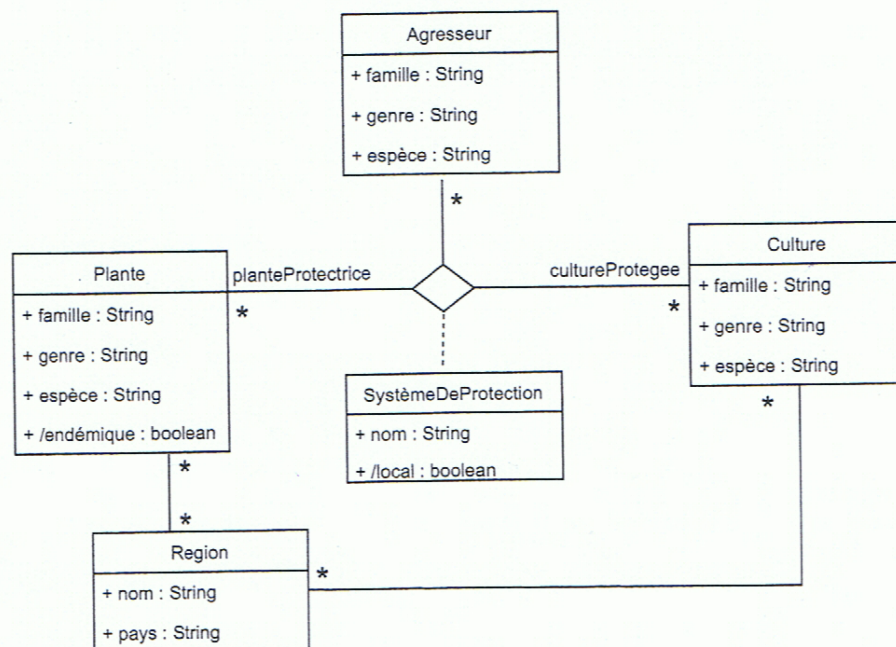 Agresseur
+ famille : String
+ genre : String
+ espèce : String
*
Plante
+ famille : String
+ genre : String
+ espèce : String
+ /endémique : boolean
planteProtectrice
*
cultureProtegee
*
Culture
+ famille : String
+ genre : String
+ espèce : String
*
SystèmeDeProtection
+ nom : String
+ /local : boolean
*
*
Region
+ nom : String
+ pays : String
*